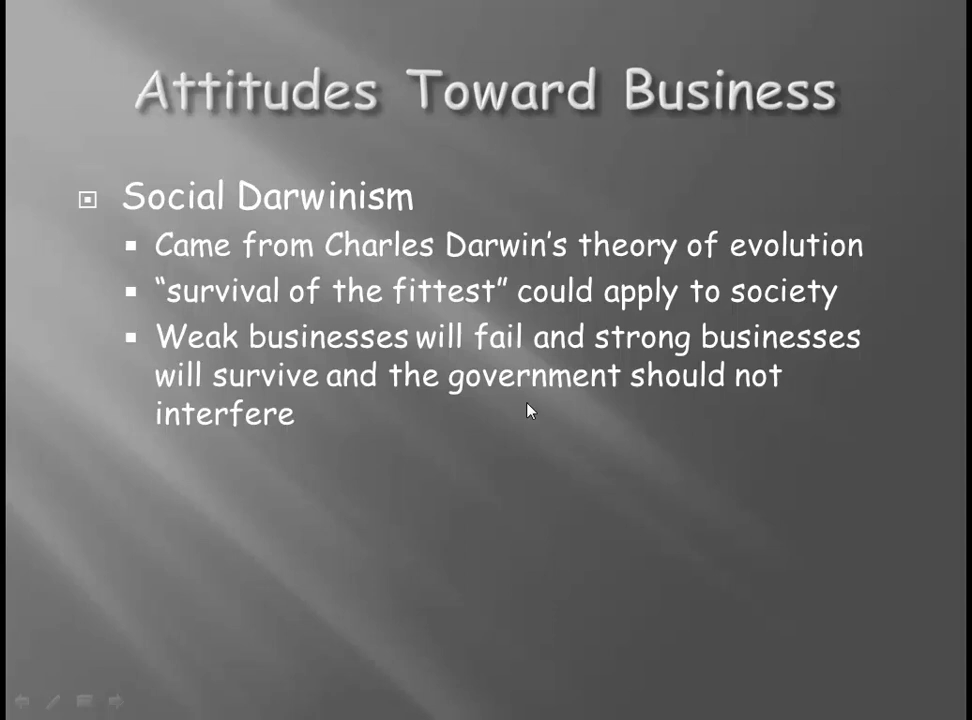 Attitudes Toward Business
Social Darwinism
Came from Charles Darwin’s theory of evolution
“survival of the fittest” could apply to society
Weak businesses will fail and strong businesses
will survive and the government should not
interfere